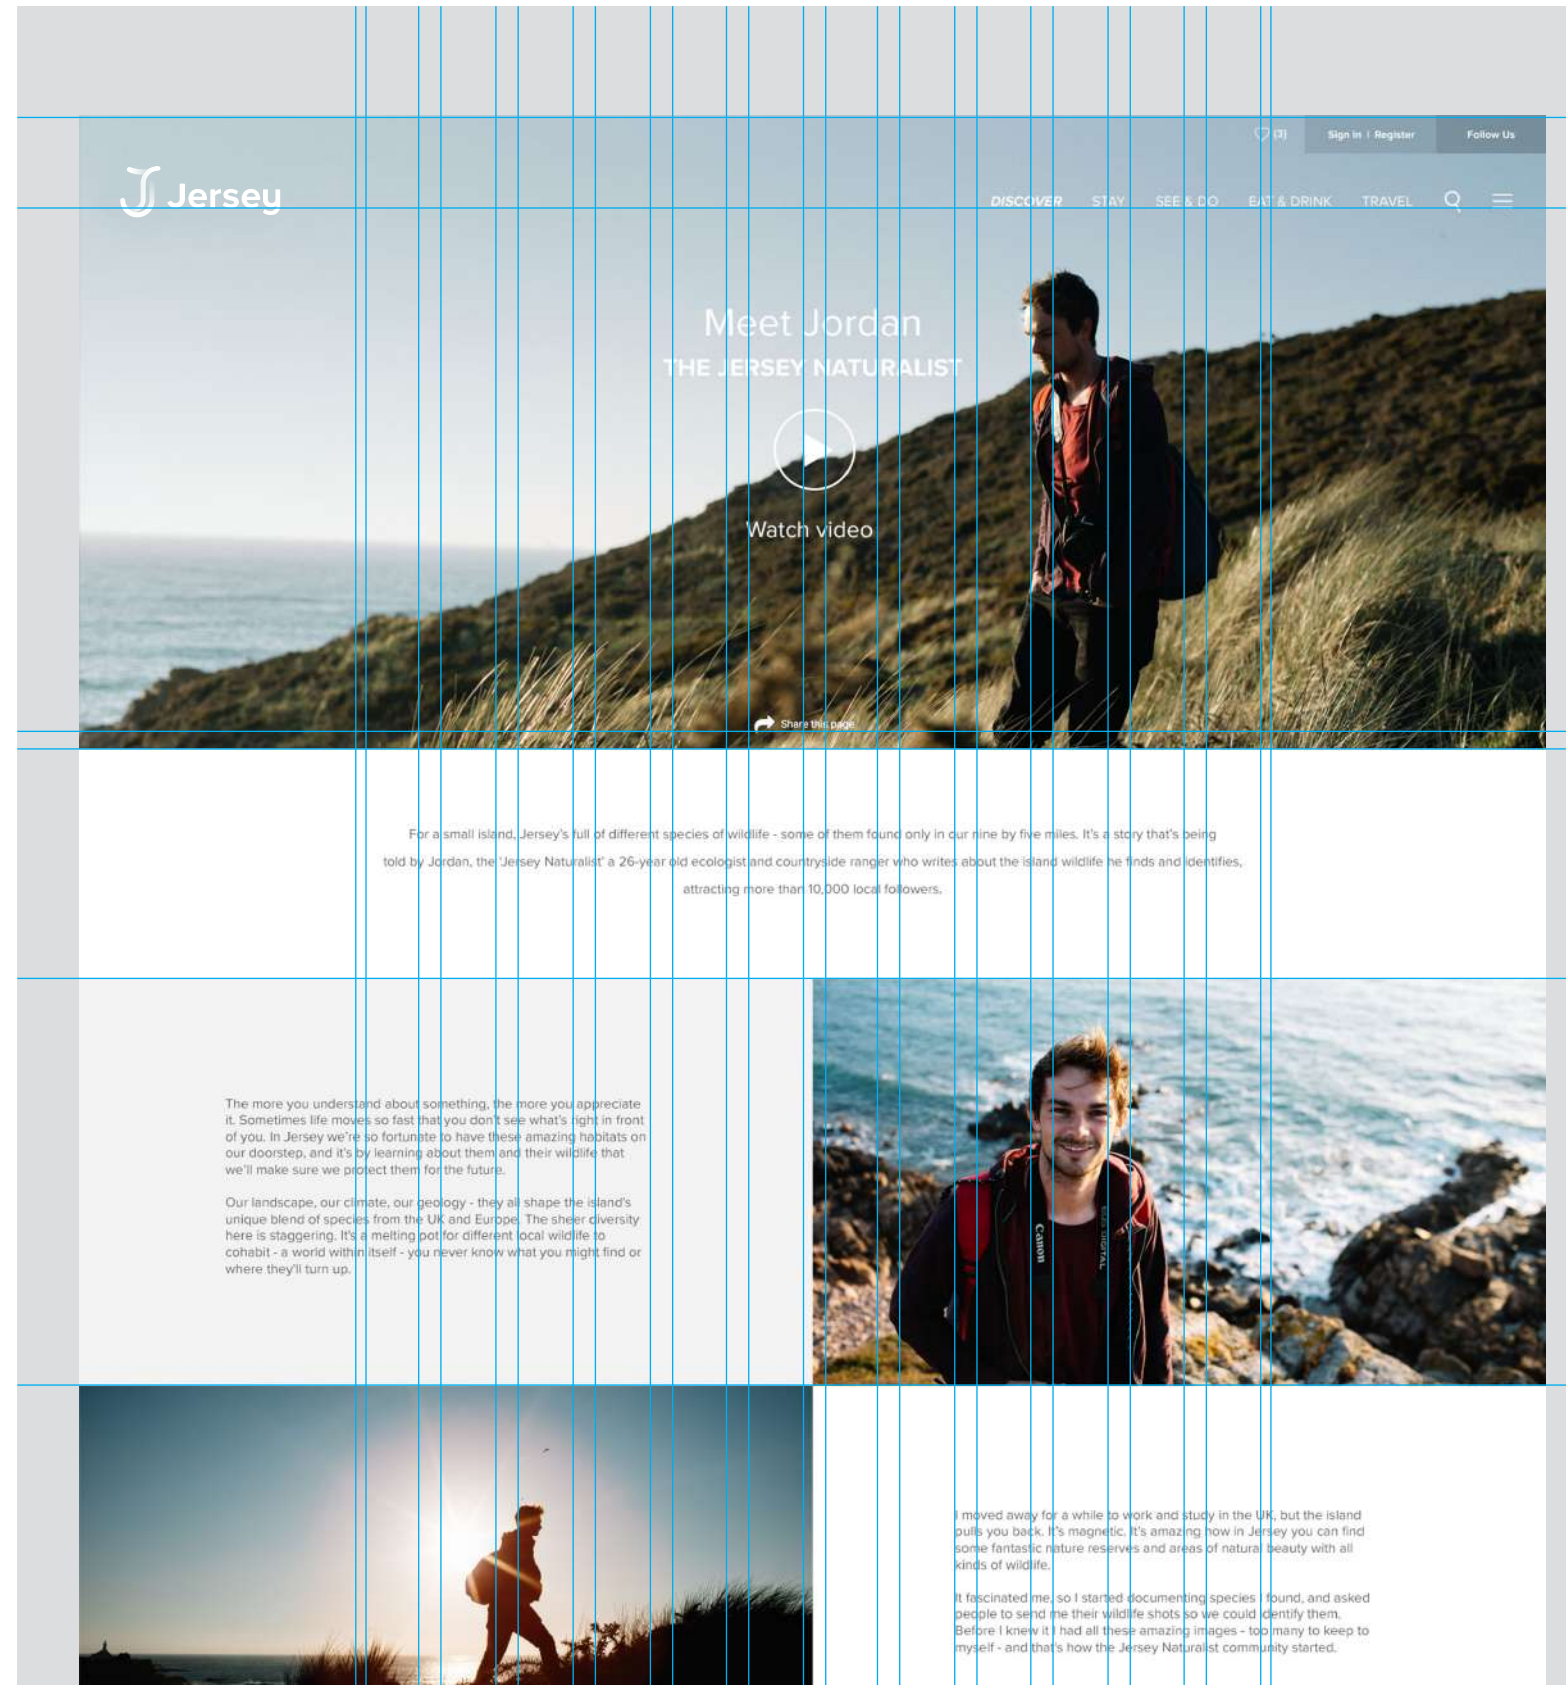 (3)
Sign in | Register
Follow Us
Jersey
DISCOVER STAY SEE & DO EAT & DRINK TRAVEL
Meet Jordan
THE JERSEY NATURALIST
Watch video
Share this page
For a small island, Jersey's full of different species of wildlife - some of them found only in our nine by five miles. It's a story that's being
told by Jordan, the 'Jersey Naturalist' a 26-year old ecologist and countryside ranger who writes about the island wildlife he finds and identifies,
attracting more than 10,000 local followers.
The more you understand about something, the more you appreciate
it. Sometimes life moves so fast that you don't see what's right in front
of you. In Jersey we're so fortunate to have these amazing habitats on
our doorstep, and it's by learning about them and their wildlife that
we'll make sure we protect them for the future.
Our landscape, our climate, our geology - they all shape the island's
unique blend of species from the UK and Europe. The sheer diversity
here is staggering. It's a melting pot for different local wildlife to
cohabit - a world within itself - you never know what you might find or
where they'll turn up.
Canon
EOS DIGITAL
I moved away for a while to work and study in the UK, but the island
pulls you back. It's magnetic. It's amazing how in Jersey you can find
some fantastic nature reserves and areas of natural beauty with all
kinds of wildlife.
It fascinated me, so I started documenting species I found, and asked
people to send me their wildlife shots so we could identify them.
Before I knew it I had all these amazing images - too many to keep to
myself - and that's how the Jersey Naturalist community started.